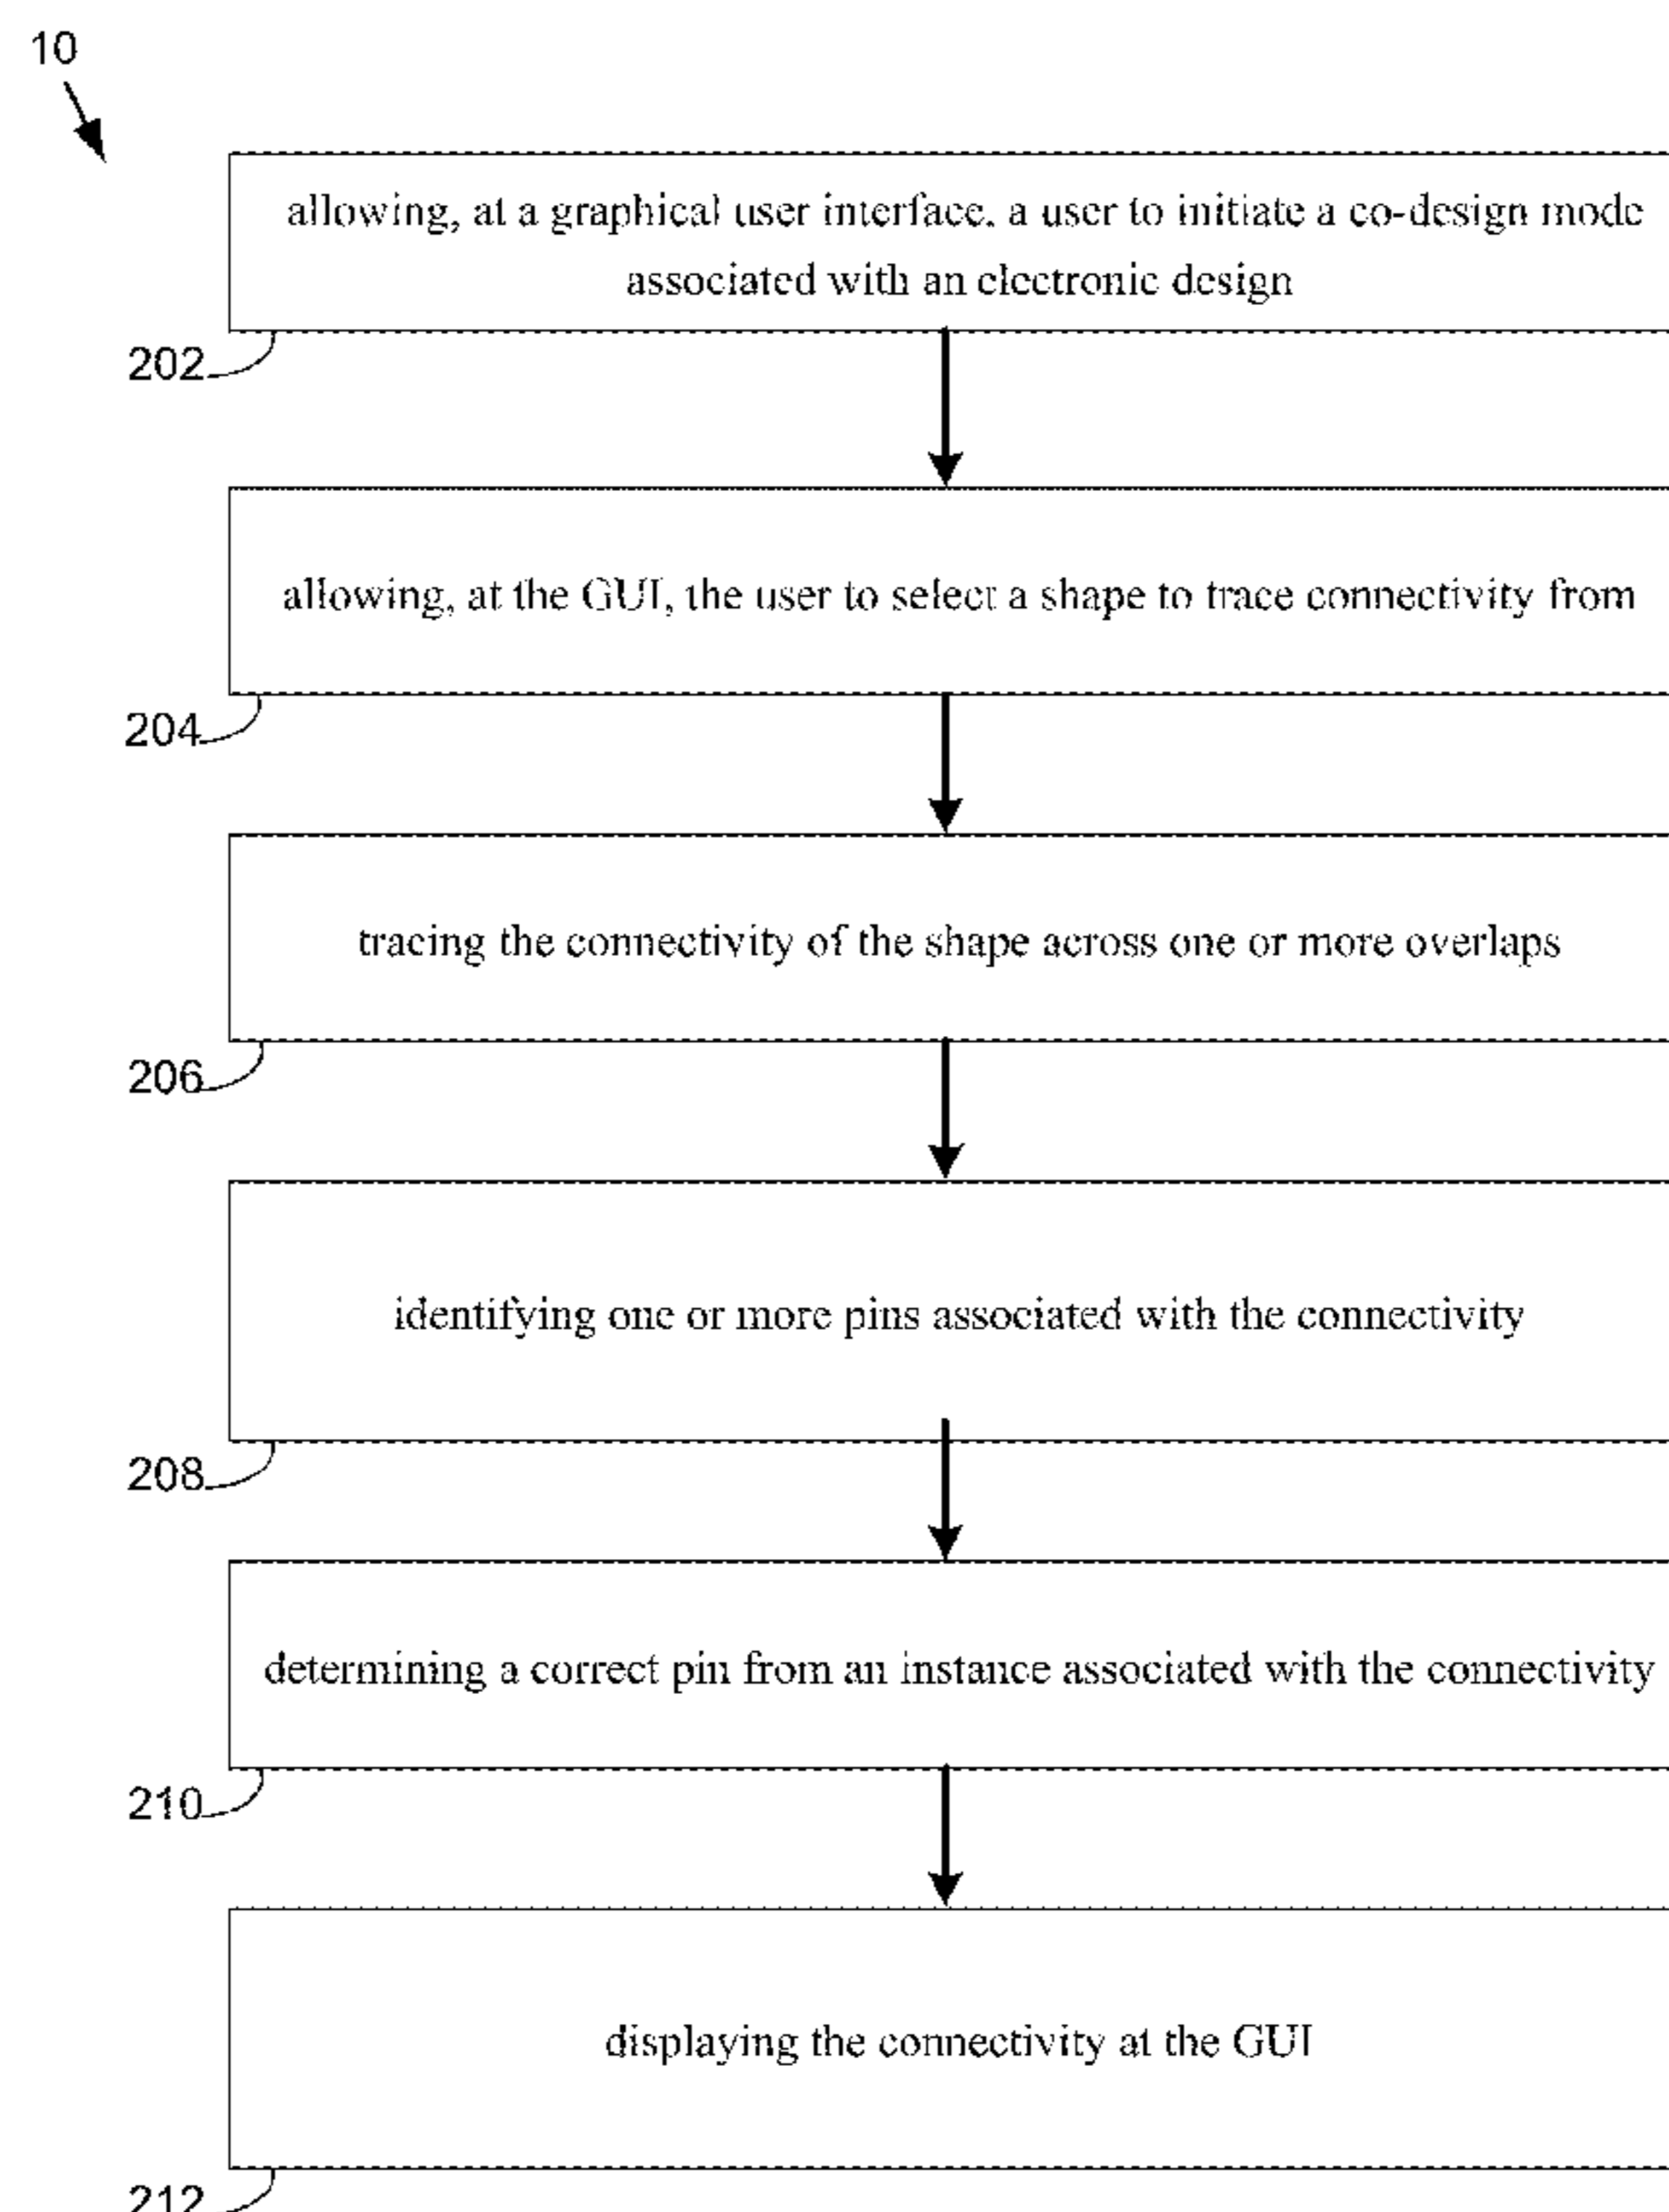 10
allowing, at a graphical user interface, a user to initiate a co-design mode
associated with an electronic design
202
allowing, at the GUI, the user to select a shape to trace connectivity from
204
tracing the connectivity of the shape across one or more overlaps
206
identifying one or more pins associated with the connectivity
208
determining a correct pin from an instance associated with the connectivity
210
displaying the connectivity at the GUI
212